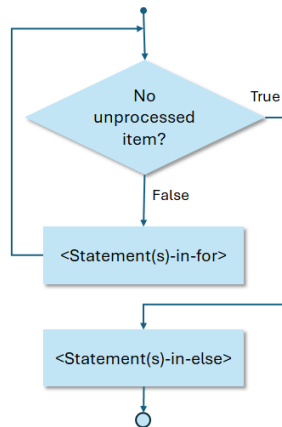 No
unprocessed
item?
True
False
<Statement(s)-in-for>
<Statement(s)-in-else>